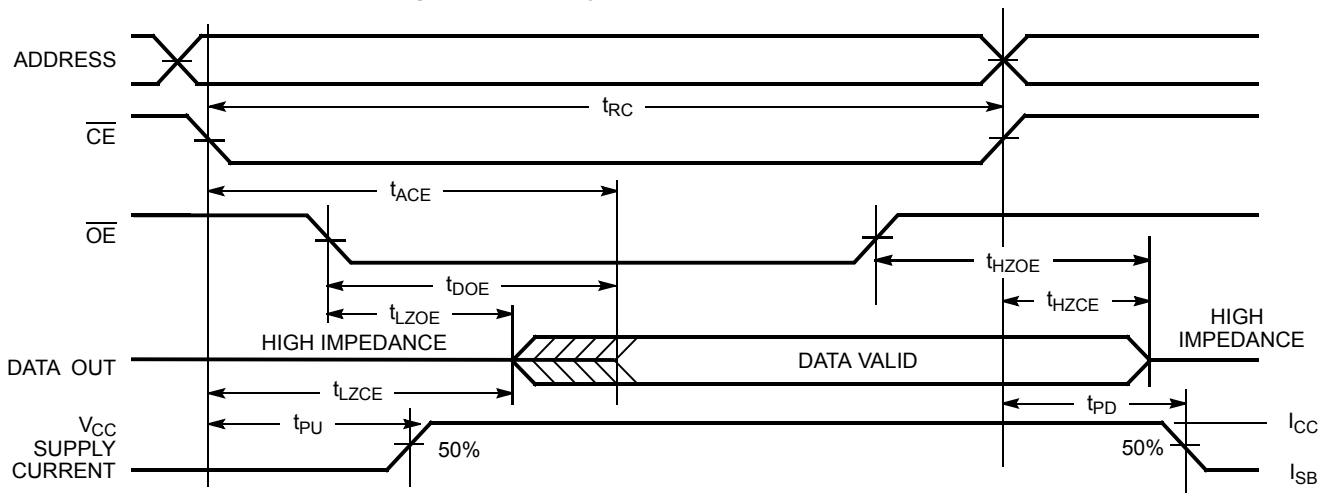 ADDRESS
tRC
CE
tACE
OE
tHZOE
tDOE
tHZCE
tLZOE
HIGH IMPEDANCE
HIGH
IMPEDANCE
DATA OUT
DATA VALID
tLZCE
tPU
tPD
VCC
SUPPLY
CURRENT
50%
50%
ICC
ISB